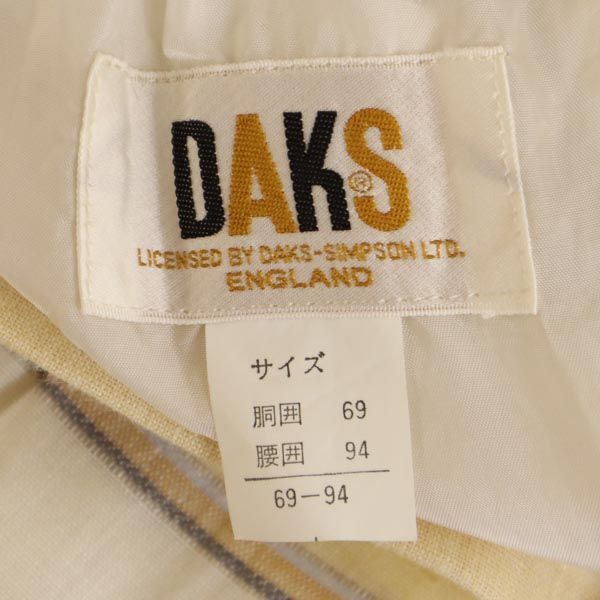 DAKS®
LICENSED BY DAKS-SIMPSON LTD.
ENGLAND
サイズ
胴囲 69
腰囲 94
69-94